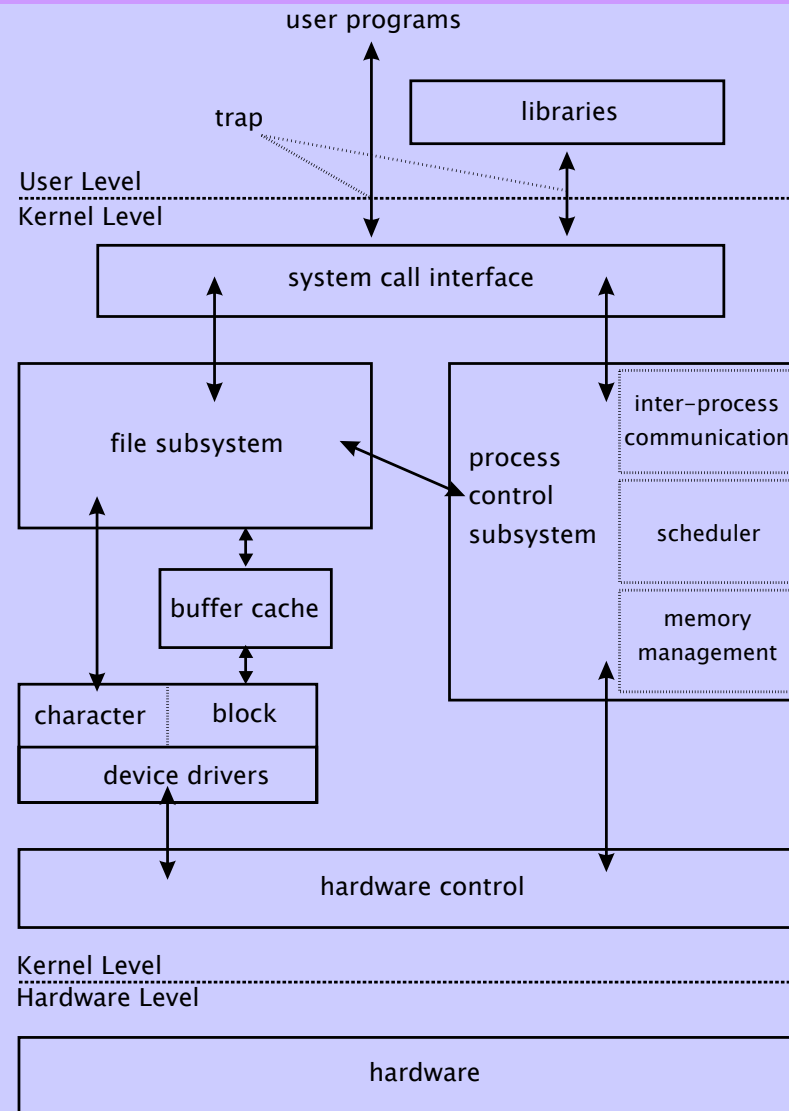 user programs
libraries
trap
User Level
Kernel Level
system call interface
file subsystem
process
control
subsystem
inter-process
communication
scheduler
memory
management
buffer cache
character
block
device drivers
hardware control
Kernel Level
Hardware Level
hardware